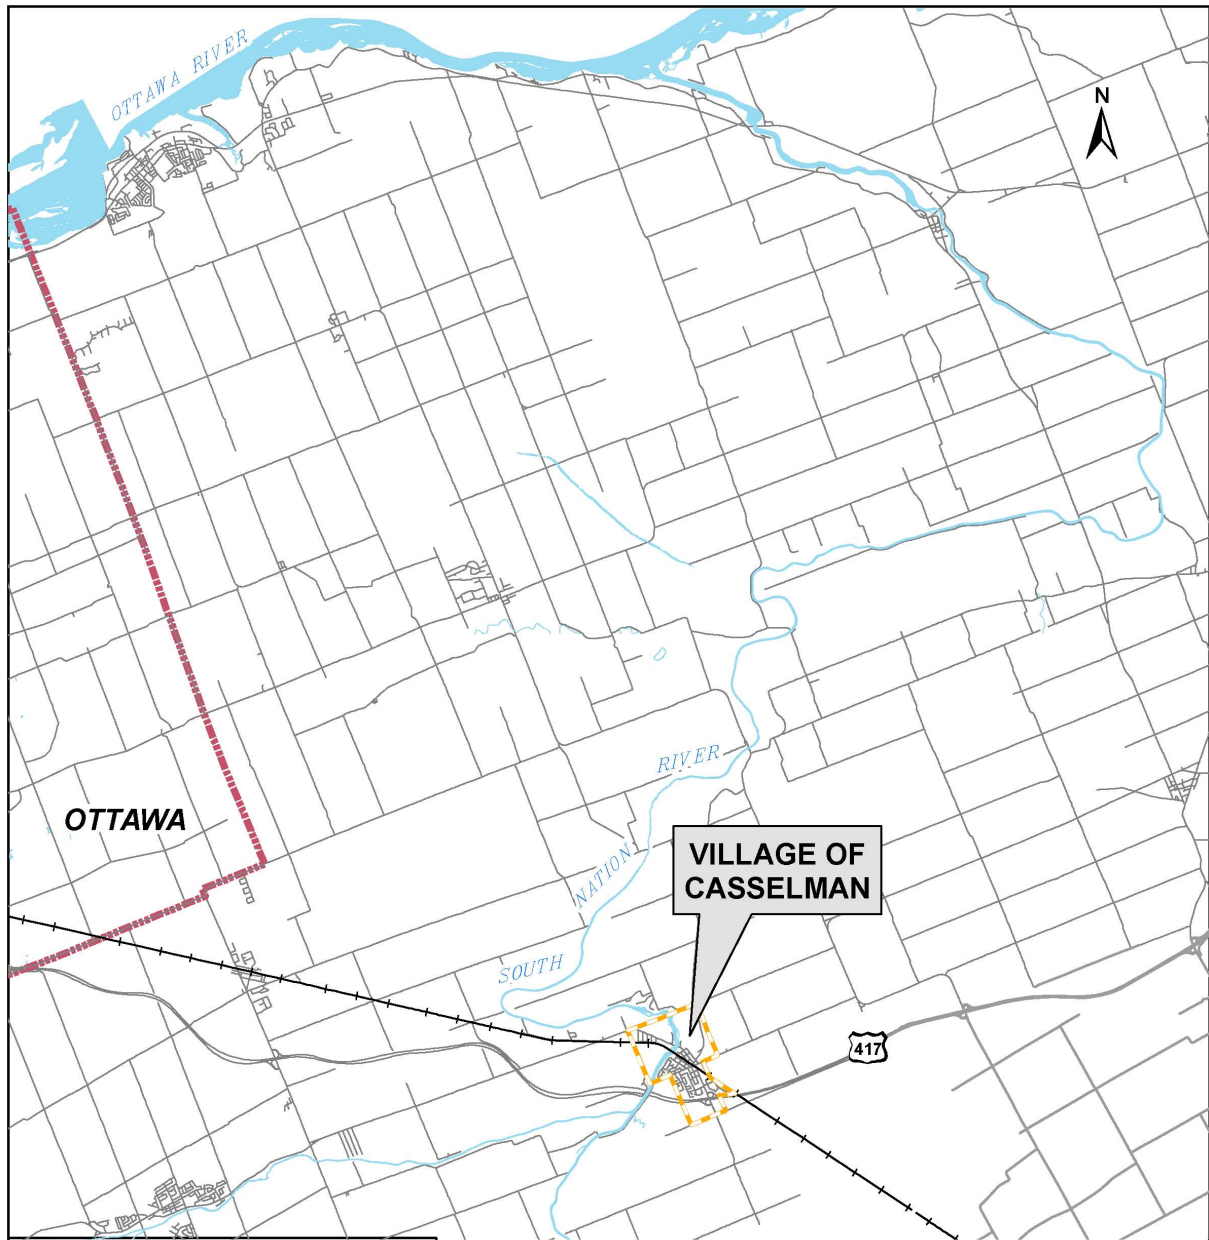 OTTAWA RIVER
N
RIVER
OTTAWA
VILLAGE OF
CASSELMAN
NATION
SOUTH
417